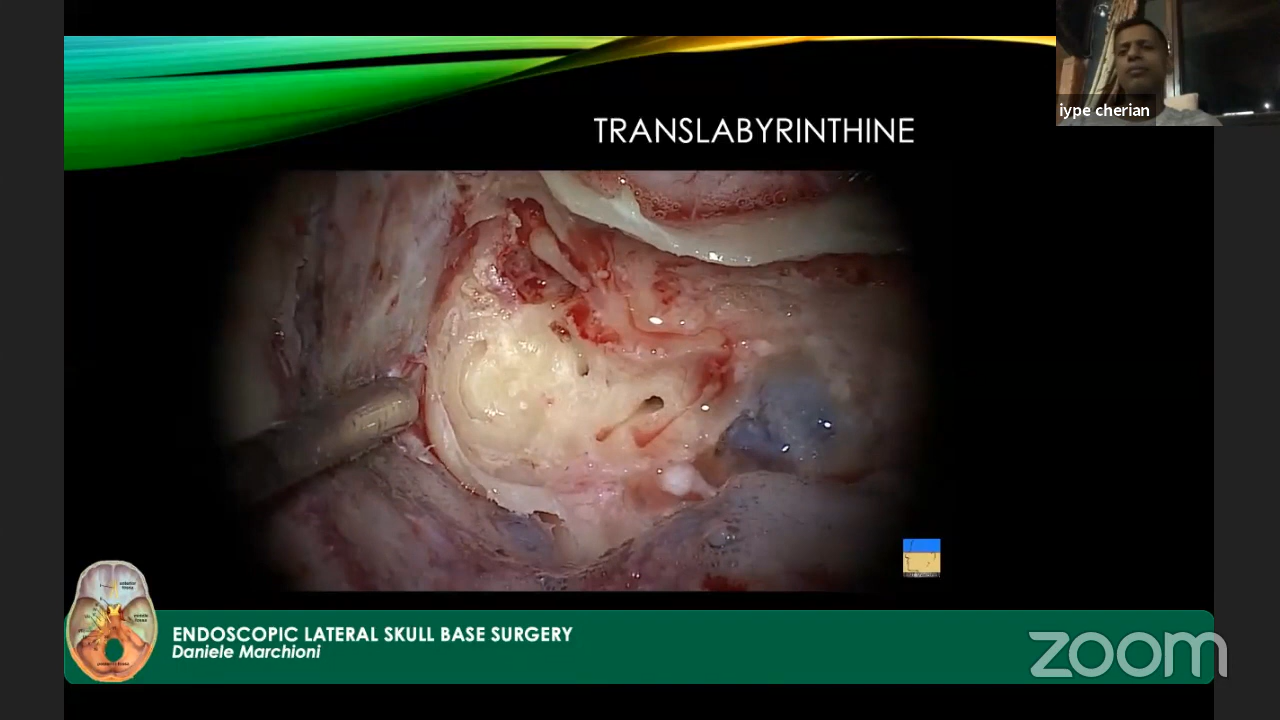 iype cherian
TRANSLABYRINTHINE
ENDOSCOPIC LATERAL SKULL BASE SURGERY
Daniele Marchioni
zoom